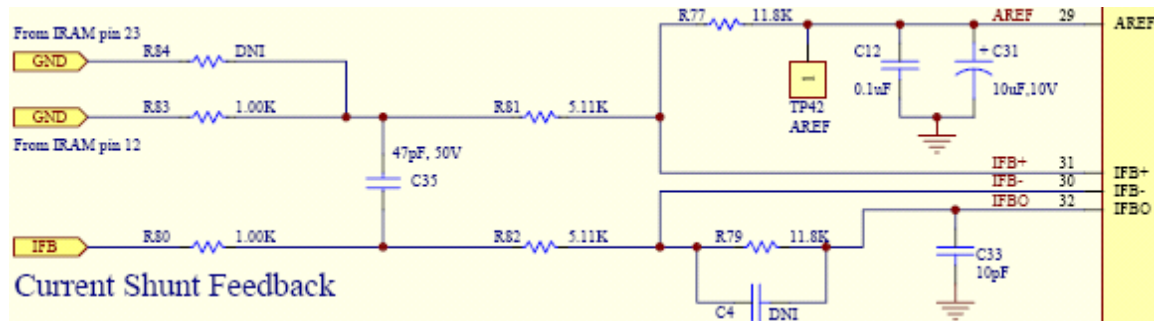 R77 11.8K AREF 29 AREF
From IRAM pin 23
R84 DNI
GND
C12 + C31
0.1uF 10uF,10V
1
R83 1.00K R81 5.11K
GND
TP42
AREF
From IRAM pin 12
47pF, 50V
C35
IFB+ 31 IFB+
IFB- 30 IFB-
IFBO 32 IFBO
R80 1.00K R82 5.11K R79 11.8K
IFB
C33
10pF
Current Shunt Feedback
C4 DNI